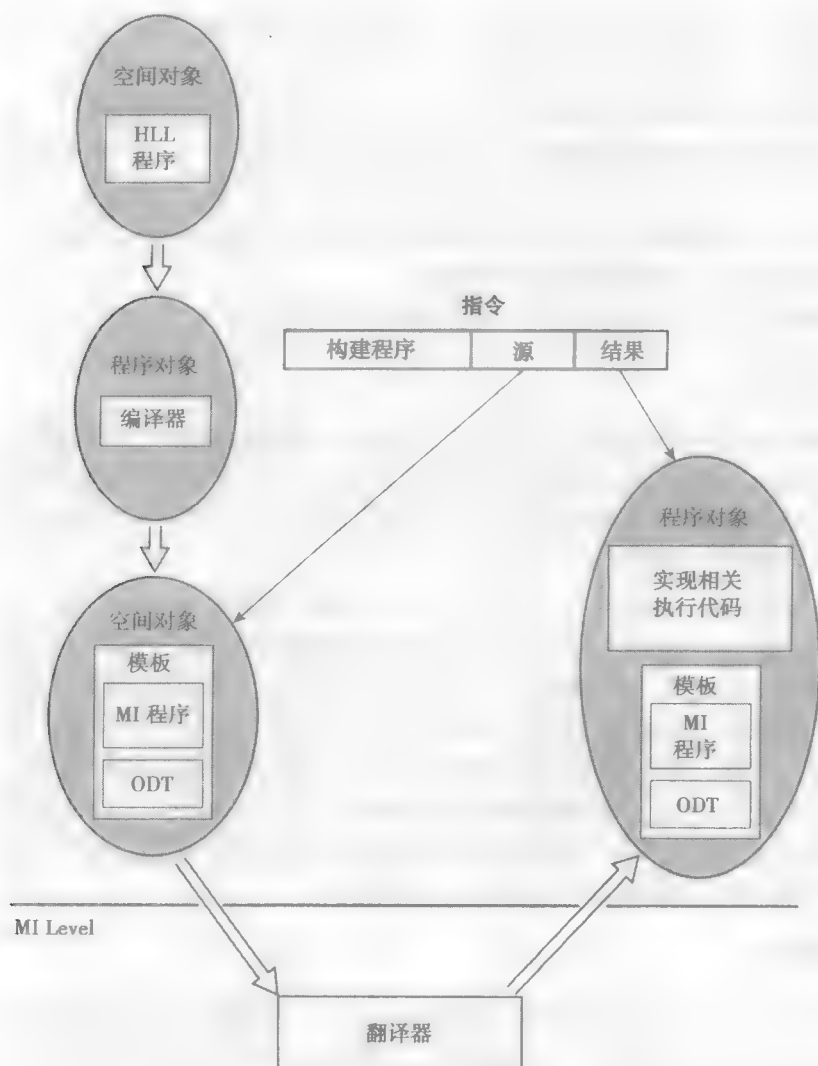 空间对象
HLL
程序
指令
构建程序
源
结果
程序对象
编译器
程序对象
实现相关
执行代码
空间对象
模板
MI 程序
ODT
模板
MI
程序
ODT
MI Level
翻译器